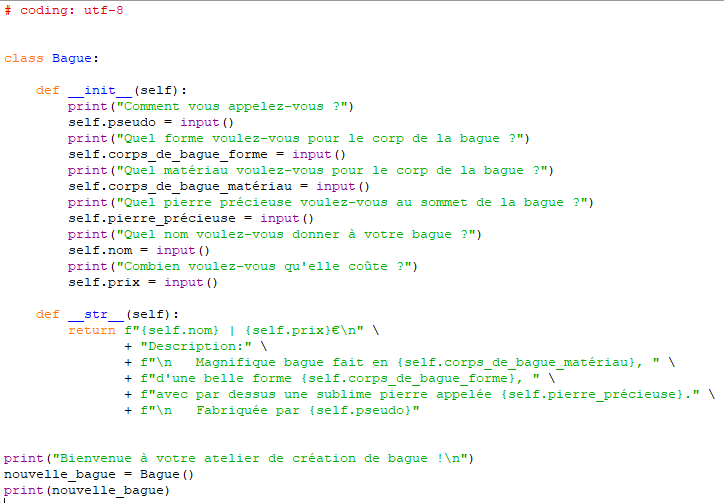 # coding: utf-8
class Bague:
    def __init__(self):
        print("Comment vous appelez-vous ?")
        self.pseudo = input()
        print("Quel forme voulez-vous pour le corp de la bague ?")
        self.corps_de_bague_forme = input()
        print("Quel matériau voulez-vous pour le corp de la bague ?")
        self.corps_de_bague_matériau = input()
        print("Quel pierre précieuse voulez-vous au sommet de la bague ?")
        self.pierre_précieuse = input()
        print("Quel nom voulez-vous donner à votre bague ?")
        self.nom = input()
        print("Combien voulez-vous qu'elle coûte ?")
        self.prix = input()
    def __str__(self):
        return f"{self.nom} | {self.prix}€\n" \
               + "Description:" \
               + f"\n   Magnifique bague fait en {self.corps_de_bague_matériau}, " \
               + f"d'une belle forme {self.corps_de_bague_forme}, " \
               + f"avec par dessus une sublime pierre appelée {self.pierre_précieuse}." \
               + f"\n   Fabriquée par {self.pseudo}"
print("Bienvenue à votre atelier de création de bague !\n")
nouvelle_bague = Bague()
print(nouvelle_bague)